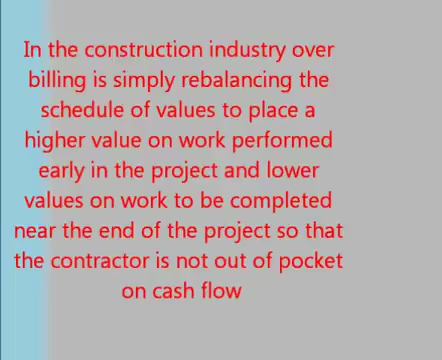 In the construction industry over
billing is simply rebalancing the
schedule of values to place a
higher value on work performed
early in the project and lower
values on work to be completed
near the end of the project so that
the contractor is not out of pocket
on cash flow